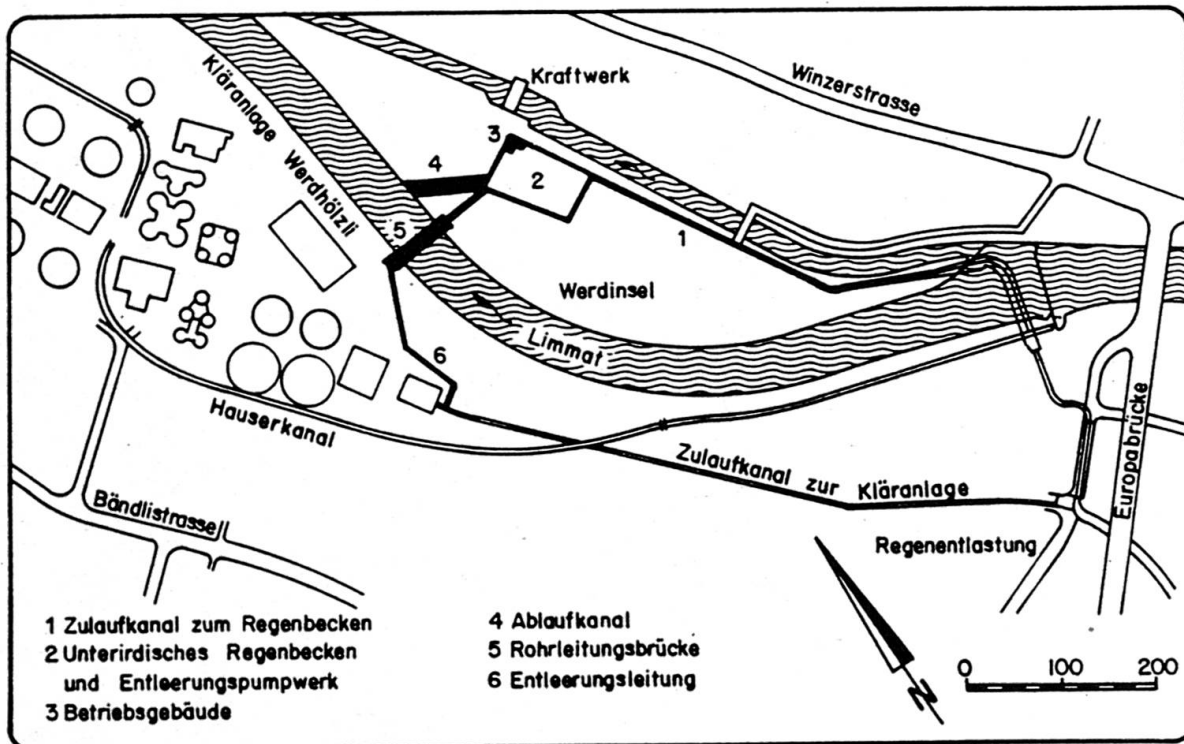 Kraftwerk
Winzerstrasse
Kläranlage Werdhölzli
3
4
2
5
1
Werdinsel
Limmat
6
Hauserkanal
Zulaufkanal zur Kläranlage
Europabrücke
Bändlistrasse
Regenentlastung
1 Zulaufkanal zum Regenbecken
2 Unterirdisches Regenbecken
und Entleerungspumpwerk
3 Betriebsgebäude
4 Ablaufkanal
5 Rohrleitungsbrücke
6 Entleerungsleitung
N
0 100 200